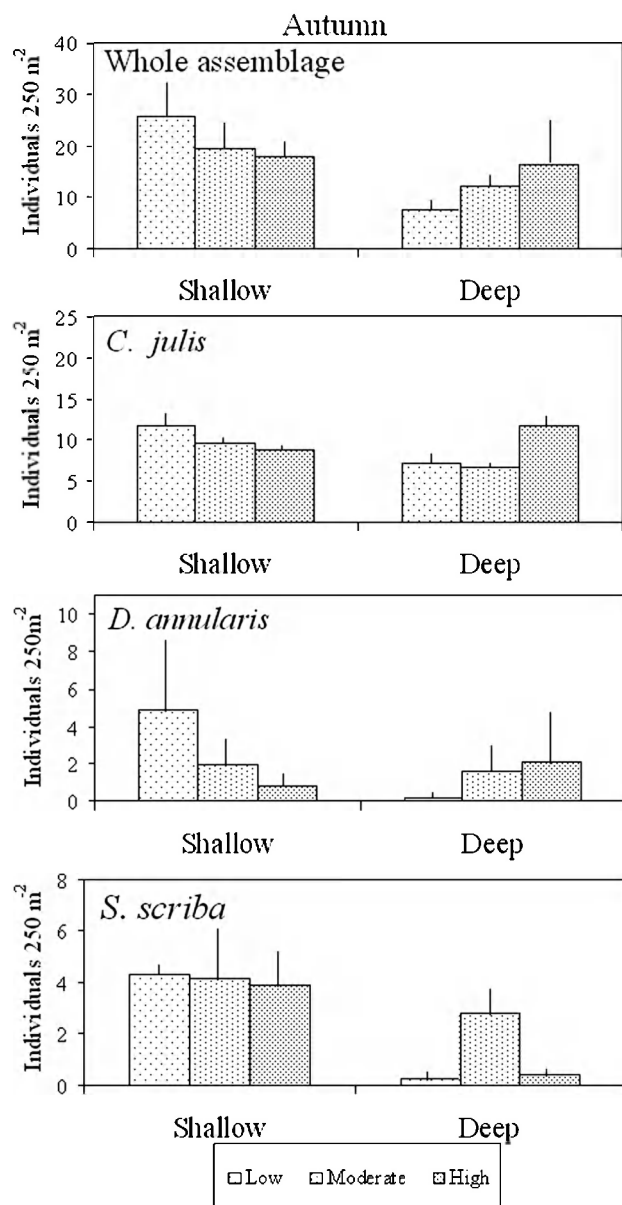 Autumn
Whole assemblage
Individuals 250 m-2
40
30
20
10
0
Shallow Deep
C. julis
Individuals 250 m-2
25
20
15
10
5
0
Shallow Deep
D. annularis
Individuals 250m-2
10
8
6
4
2
0
Shallow Deep
S. scriba
Individuals 250 m-2
8
6
4
2
0
Shallow Deep
Low Moderate High